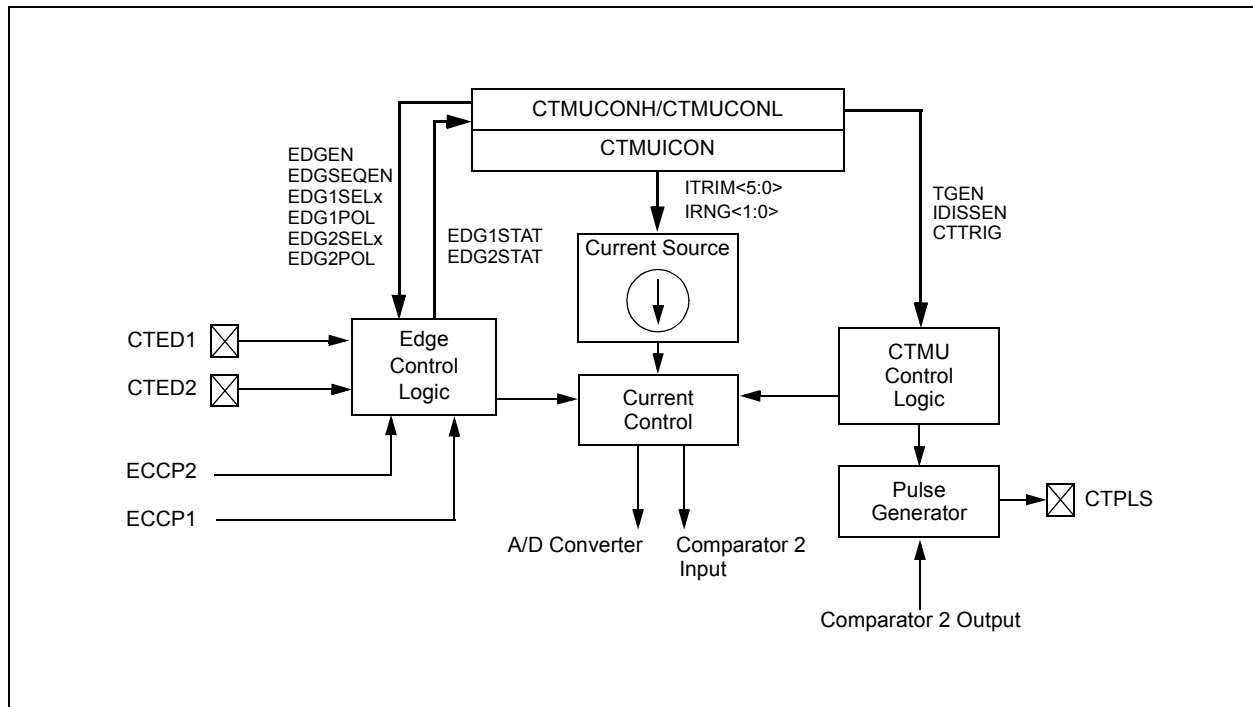 CTMUCONH/CTMUCONL
CTMUICON
EDGEN
EDGSEQEN
EDG1SELx
EDG1POL
EDG2SELx
EDG2POL
EDG1STAT
EDG2STAT
ITRIM<5:0>
IRNG<1:0>
TGEN
IDISSEN
CTTRIG
Current Source
CTED1
CTED2
Edge
Control
Logic
Current
Control
CTMU
Control
Logic
ECCP2
ECCP1
Pulse
Generator
CTPLS
A/D Converter
Comparator 2
Input
Comparator 2 Output